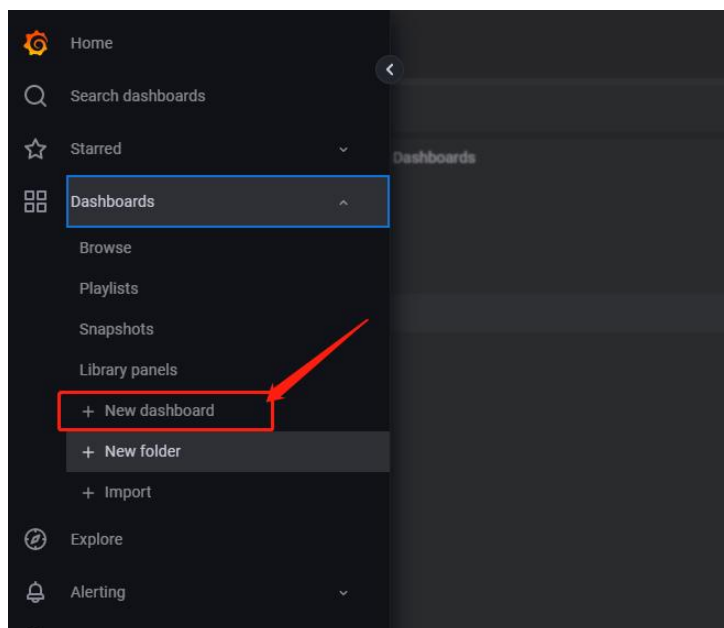 Home
Search dashboards
Starred
Dashboards
Dashboards
Browse
Playlists
Snapshots
Library panels
+ New dashboard
+ New folder
+ Import
Explore
Alerting